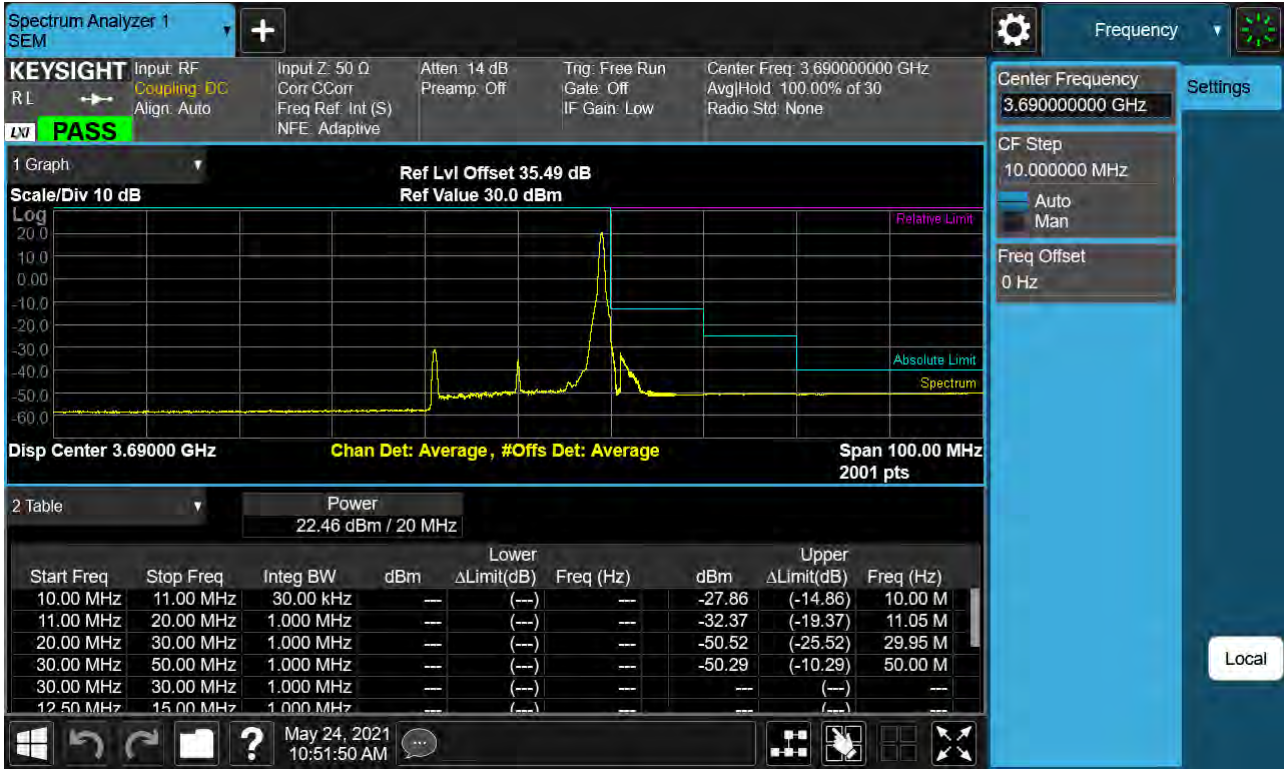 Spectrum Analyzer 1
SEM
+
Frequency
KEYSIGHT
RL
LXI
PASS
Input: RF
Coupling: DC
Align: Auto
Input Z: 50 Ω
Corr CCorr
Freq Ref: Int (S)
NFE: Adaptive
Atten: 14 dB
Preamp: Off
Trig: Free Run
Gate: Off
IF Gain: Low
Center Freq: 3.690000000 GHz
Avg|Hold: 100.00% of 30
Radio Std: None
Center Frequency
3.690000000 GHz
Settings
CF Step
10.000000 MHz
Auto
Man
Freq Offset
0 Hz
Local
1 Graph
Scale/Div 10 dB
Ref Lvl Offset 35.49 dB
Ref Value 30.0 dBm
Log
20.0
10.0
0.00
-10.0
-20.0
-30.0
-40.0
-50.0
-60.0
Relative Limit
Absolute Limit
Spectrum
Disp Center 3.69000 GHz
Chan Det: Average , #Offs Det: Average
Span 100.00 MHz
2001 pts
2 Table
Power
22.46 dBm / 20 MHz
Lower Upper
Start Freq Stop Freq Integ BW dBm ΔLimit(dB) Freq (Hz) dBm ΔLimit(dB) Freq (Hz)
10.00 MHz 11.00 MHz 30.00 kHz --- (---) --- -27.86 (-14.86) 10.00 M
11.00 MHz 20.00 MHz 1.000 MHz --- (---) --- -32.37 (-19.37) 11.05 M
20.00 MHz 30.00 MHz 1.000 MHz --- (---) --- -50.52 (-25.52) 29.95 M
30.00 MHz 50.00 MHz 1.000 MHz --- (---) --- -50.29 (-10.29) 50.00 M
30.00 MHz 30.00 MHz 1.000 MHz --- (---) --- --- (---) ---
12.50 MHz 15.00 MHz 1.000 MHz --- (---) --- --- (---) ---
?
May 24, 2021
10:51:50 AM